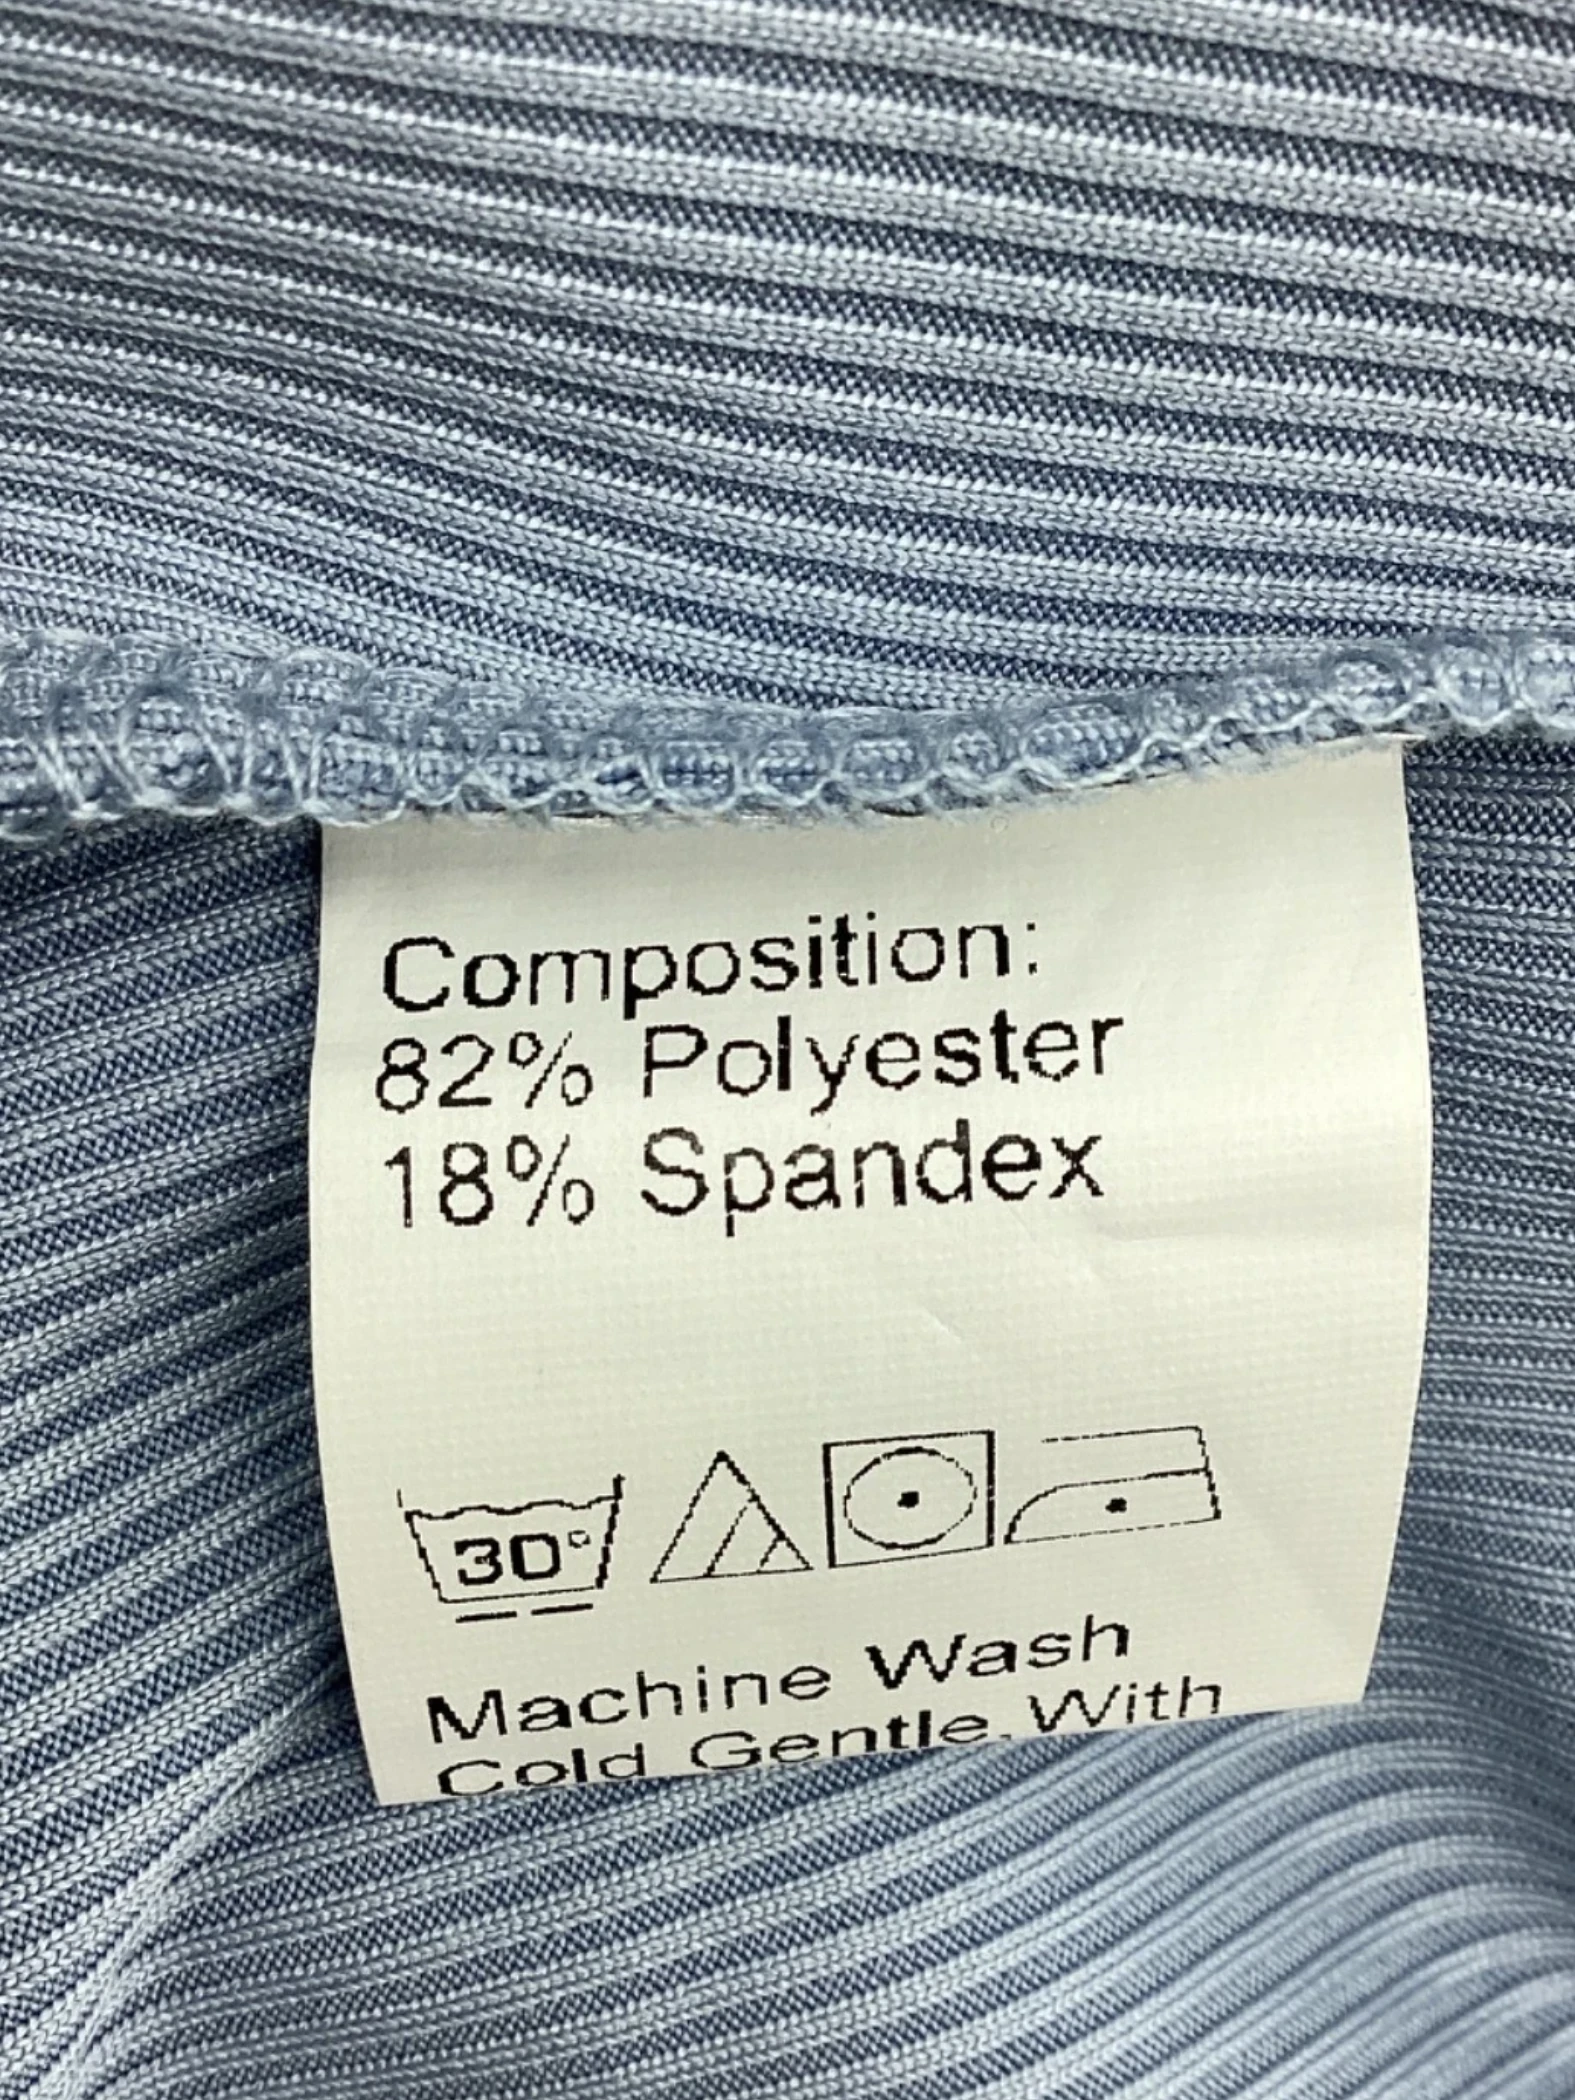 Composition:
82% Polyester
18% Spandex
30°
Machine Wash
Cold Gentle. With